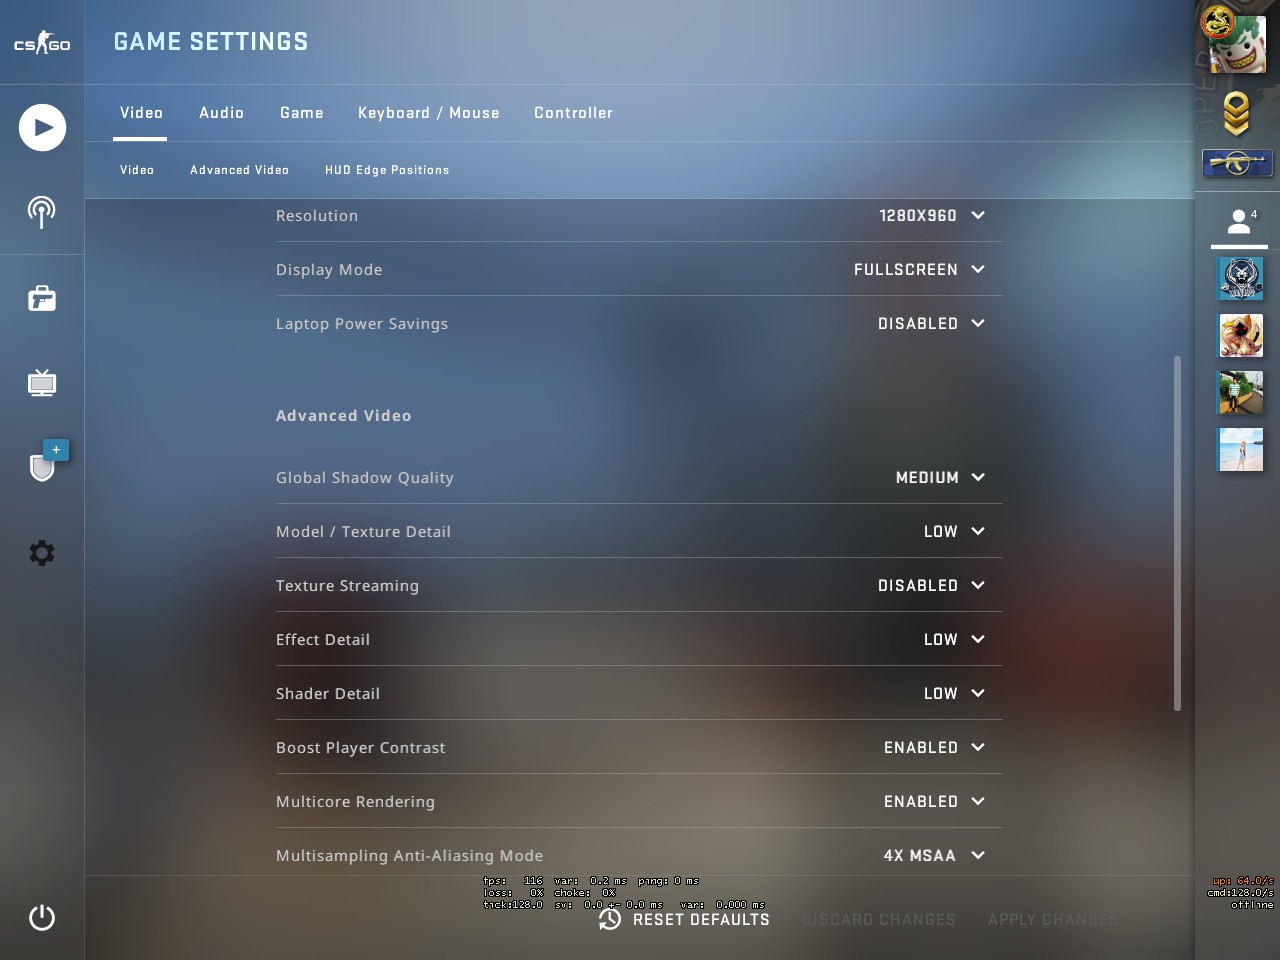 CS GO
GAME SETTINGS
Video Audio Game Keyboard / Mouse Controller
Video Advanced Video HUD Edge Positions
4
Resolution 1280X960
Display Mode FULLSCREEN
Laptop Power Savings DISABLED
Advanced Video
Global Shadow Quality MEDIUM
Model / Texture Detail LOW
+
Texture Streaming DISABLED
Effect Detail LOW
Shader Detail LOW
Boost Player Contrast ENABLED
Multicore Rendering ENABLED
Multisampling Anti-Aliasing Mode 4X MSAA
fps: 116 var: 0.2 ms ping: 0 ms
loss: 0% choke: 0%
tick:128.0 sv: 0.0 +- 0.0 ms var: 0.000 ms
up: 64.0/s
cmd:128.0/s
offline
RESET DEFAULTS DISCARD CHANGES APPLY CHANGES